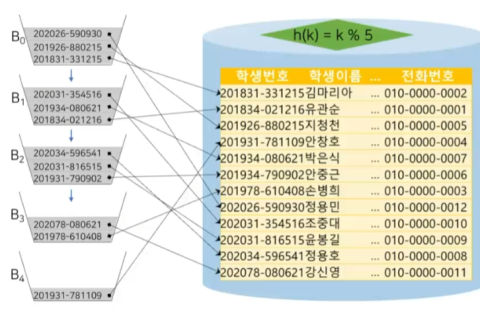 B0
202026-590930
201926-880215
201831-331215
B1
202031-354516
201934-080621
201834-021216
B2
202034-596541
202031-816515
201931-790902
B3
202078-080621
201978-610408
B4
201931-781109
h(k) = k % 5
학생번호 학생이름 ... 전화번호
201831-331215 김마리아 ... 010-0000-0002
201834-021216 유관순 ... 010-0000-0001
201926-880215 지청천 ... 010-0000-0005
201931-781109 안창호 ... 010-0000-0004
201934-080621 박은식 ... 010-0000-0007
201934-790902 안중근 ... 010-0000-0006
201978-610408 손병희 ... 010-0000-0003
202026-590930 정용민 ... 010-0000-0012
202031-354516 조중대 ... 010-0000-0010
202031-816515 윤봉길 ... 010-0000-0009
202034-596541 정용호 ... 010-0000-0008
202078-080621 강신영 ... 010-0000-0011